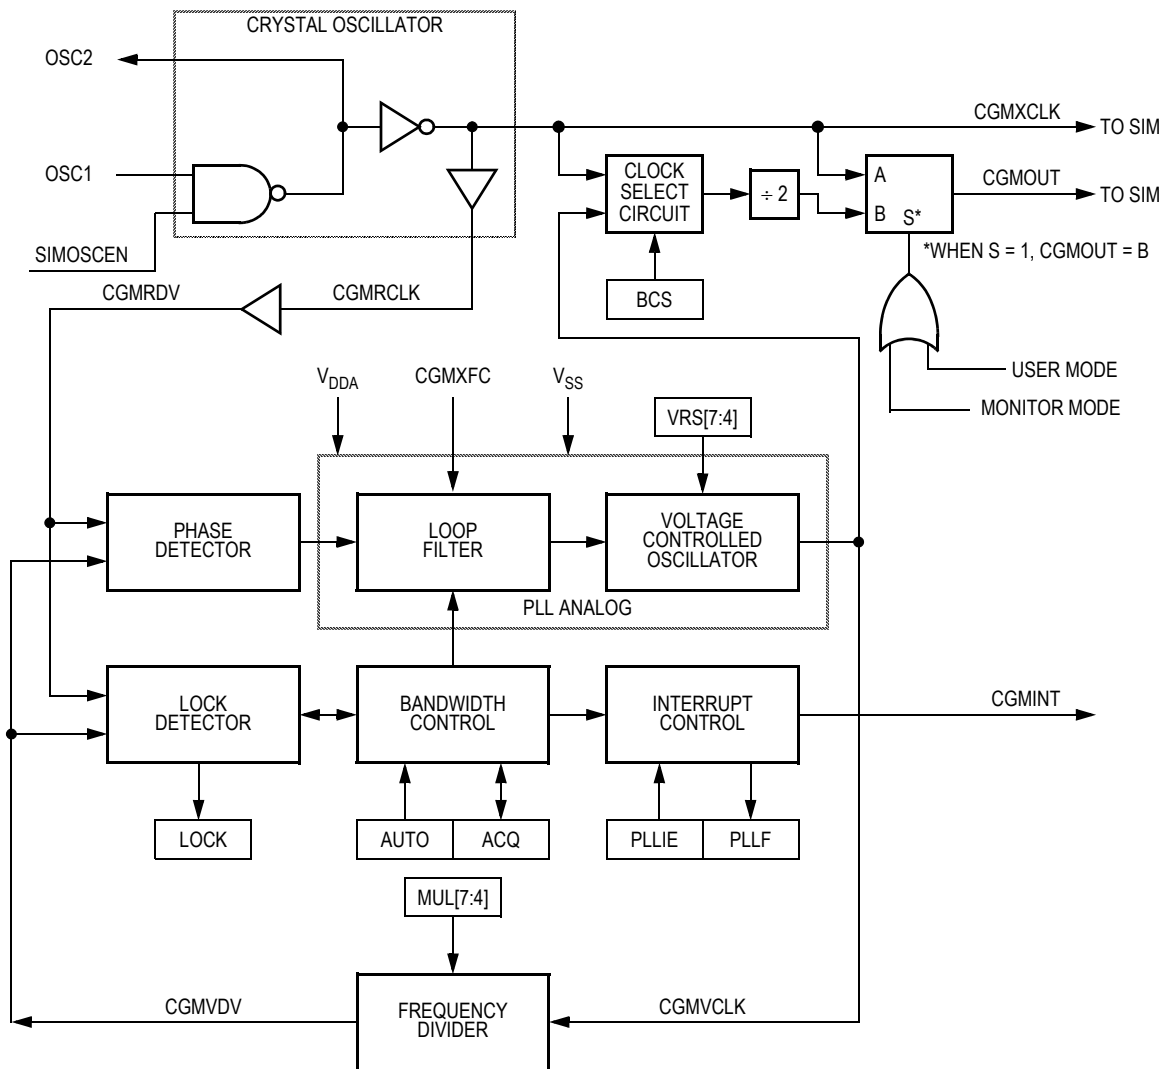 CRYSTAL OSCILLATOR
OSC2
CGMXCLK
TO SIM
OSC1
CLOCK
SELECT
CIRCUIT
÷ 2
A
B
S*
CGMOUT
TO SIM
SIMOSCEN
*WHEN S = 1, CGMOUT = B
CGMRDV
CGMRCLK
BCS
VDDA
CGMXFC
VSS
USER MODE
MONITOR MODE
VRS[7:4]
PHASE
DETECTOR
LOOP
FILTER
VOLTAGE
CONTROLLED
OSCILLATOR
PLL ANALOG
LOCK
DETECTOR
BANDWIDTH
CONTROL
INTERRUPT
CONTROL
CGMINT
LOCK
AUTO
ACQ
PLLIE
PLLF
MUL[7:4]
CGMVDV
FREQUENCY
DIVIDER
CGMVCLK